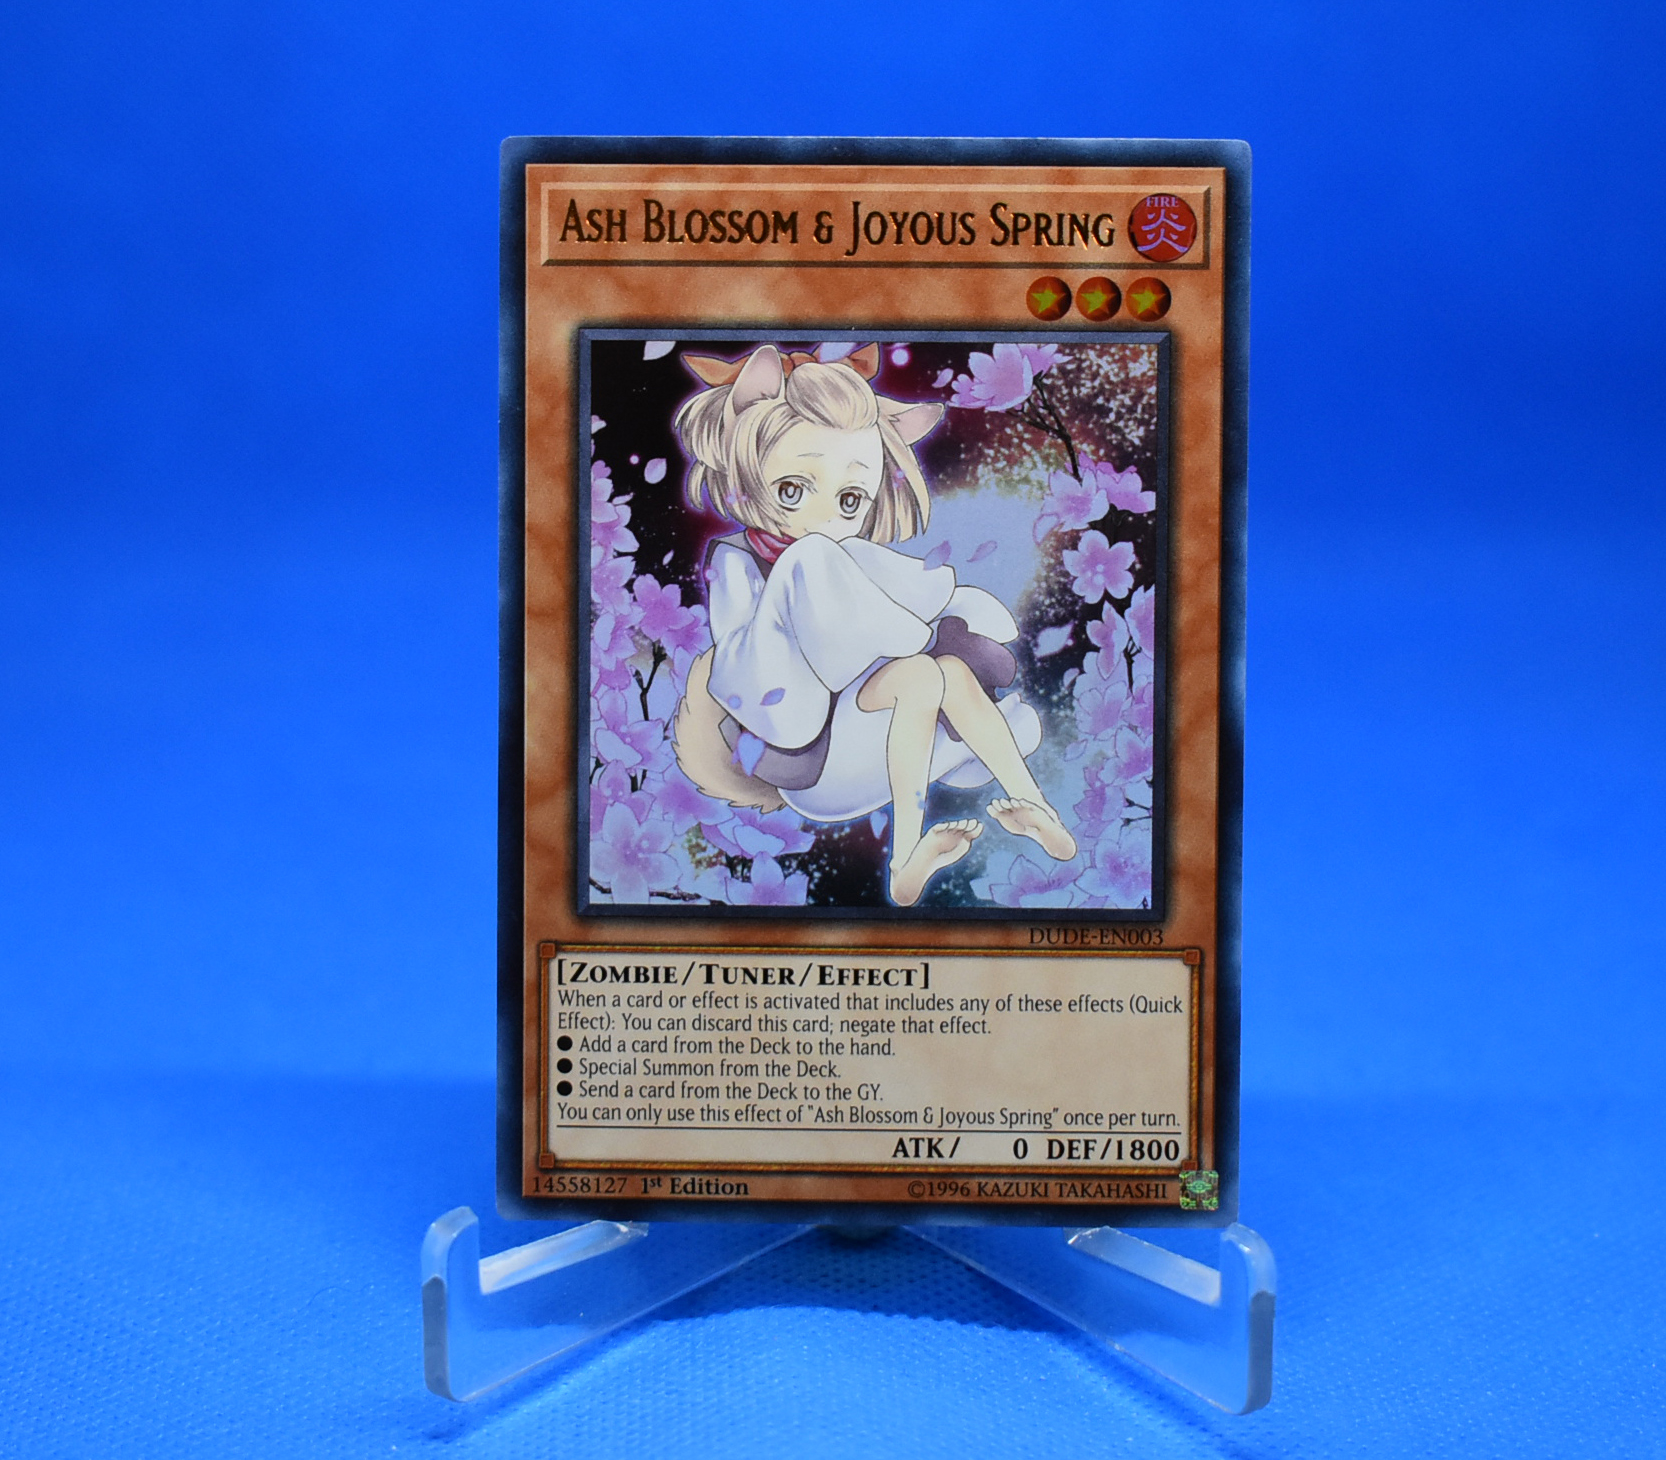 ASH BLOSSOM & JOYOUS SPRING
FIRE
炎
DUDE-EN003
[ZOMBIE/TUNER/EFFECT]
When a card or effect is activated that includes any of these effects (Quick
Effect): You can discard this card; negate that effect.
● Add a card from the Deck to the hand.
● Special Summon from the Deck.
● Send a card from the Deck to the GY.
You can only use this effect of "Ash Blossom & Joyous Spring" once per turn.
ATK/ 0 DEF/1800
14558127 1st Edition ©1996 KAZUKI TAKAHASHI